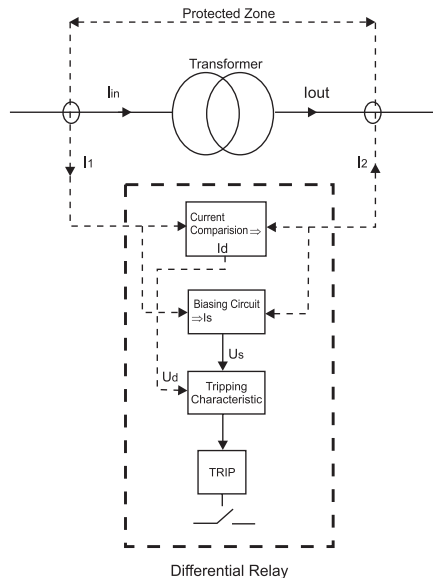 Protected Zone
Transformer
Iin
Iout
I1
I2
Current
Comparision ⇒
Id
Biasing Circuit
⇒Is
Us
Ud
Tripping
Characteristic
TRIP
Differential Relay